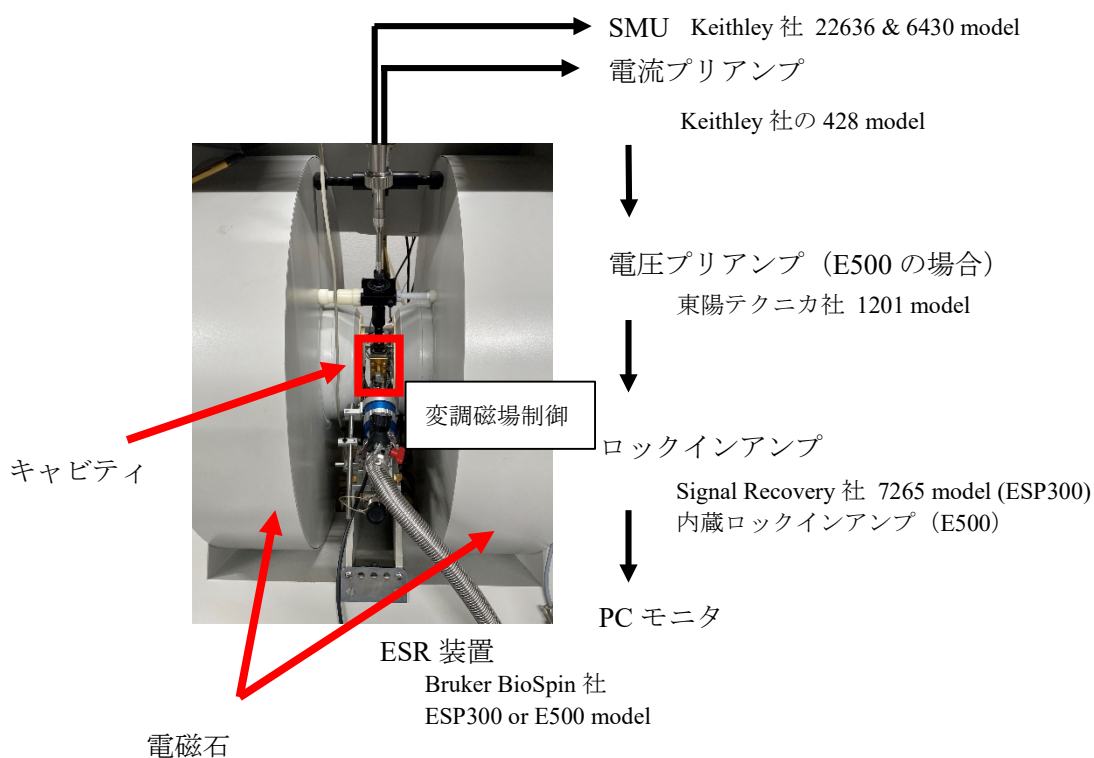 SMU Keithley 社 22636 & 6430 model
電流プリアンプ
Keithley 社の 428 model
電圧プリアンプ（E500 の場合）
東陽テクニカ社 1201 model
変調磁場制御
ロックインアンプ
キャビティ
Signal Recovery 社 7265 model (ESP300)
内蔵ロックインアンプ（E500）
PC モニタ
ESR 装置
Bruker BioSpin 社
ESP300 or E500 model
電磁石